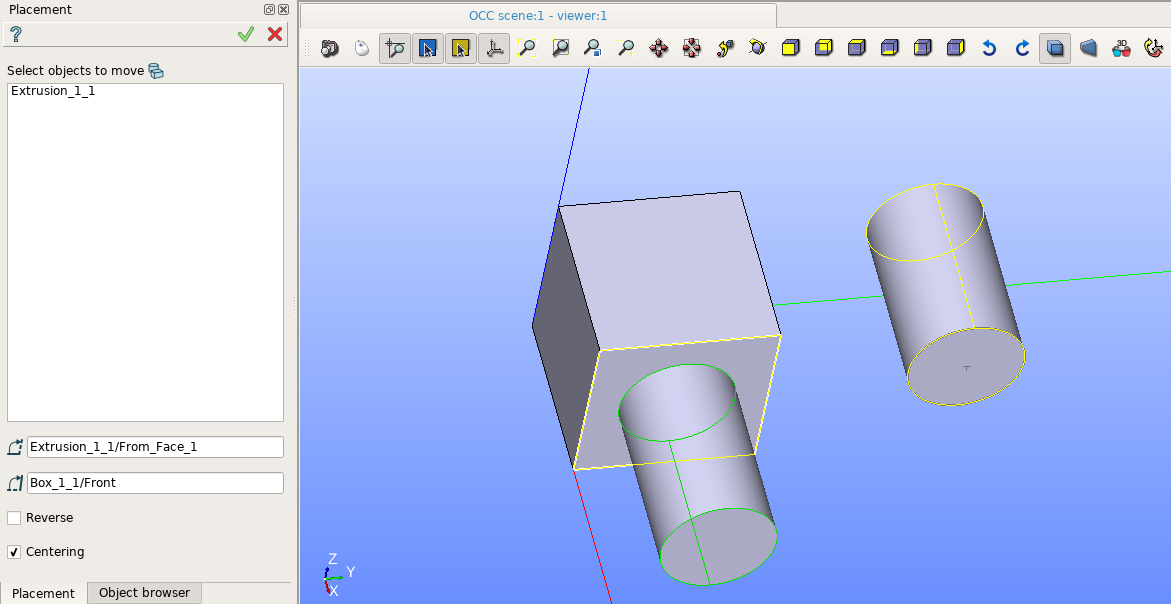 Placement
OCC scene:1 - viewer:1
?
3D
Select objects to move
Extrusion_1_1
Extrusion_1_1/From_Face_1
Box_1_1/Front
Reverse
Centering
Z
Y
X
Placement
Object browser